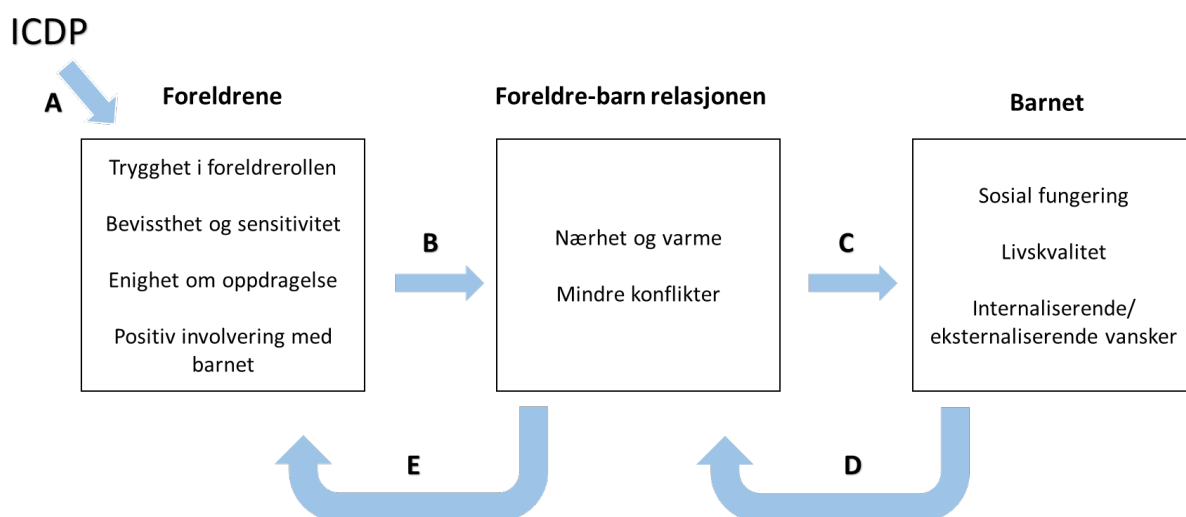 ICDP
A
Foreldrene
Trygghet i foreldrerollen
Bevissthet og sensitivitet
Enighet om oppdragelse
Positiv involvering med
barnet
B
Foreldre-barn relasjonen
Nærhet og varme
Mindre konflikter
C
Barnet
Sosial fungering
Livskvalitet
Internaliserende/
eksternaliserende vansker
E
D